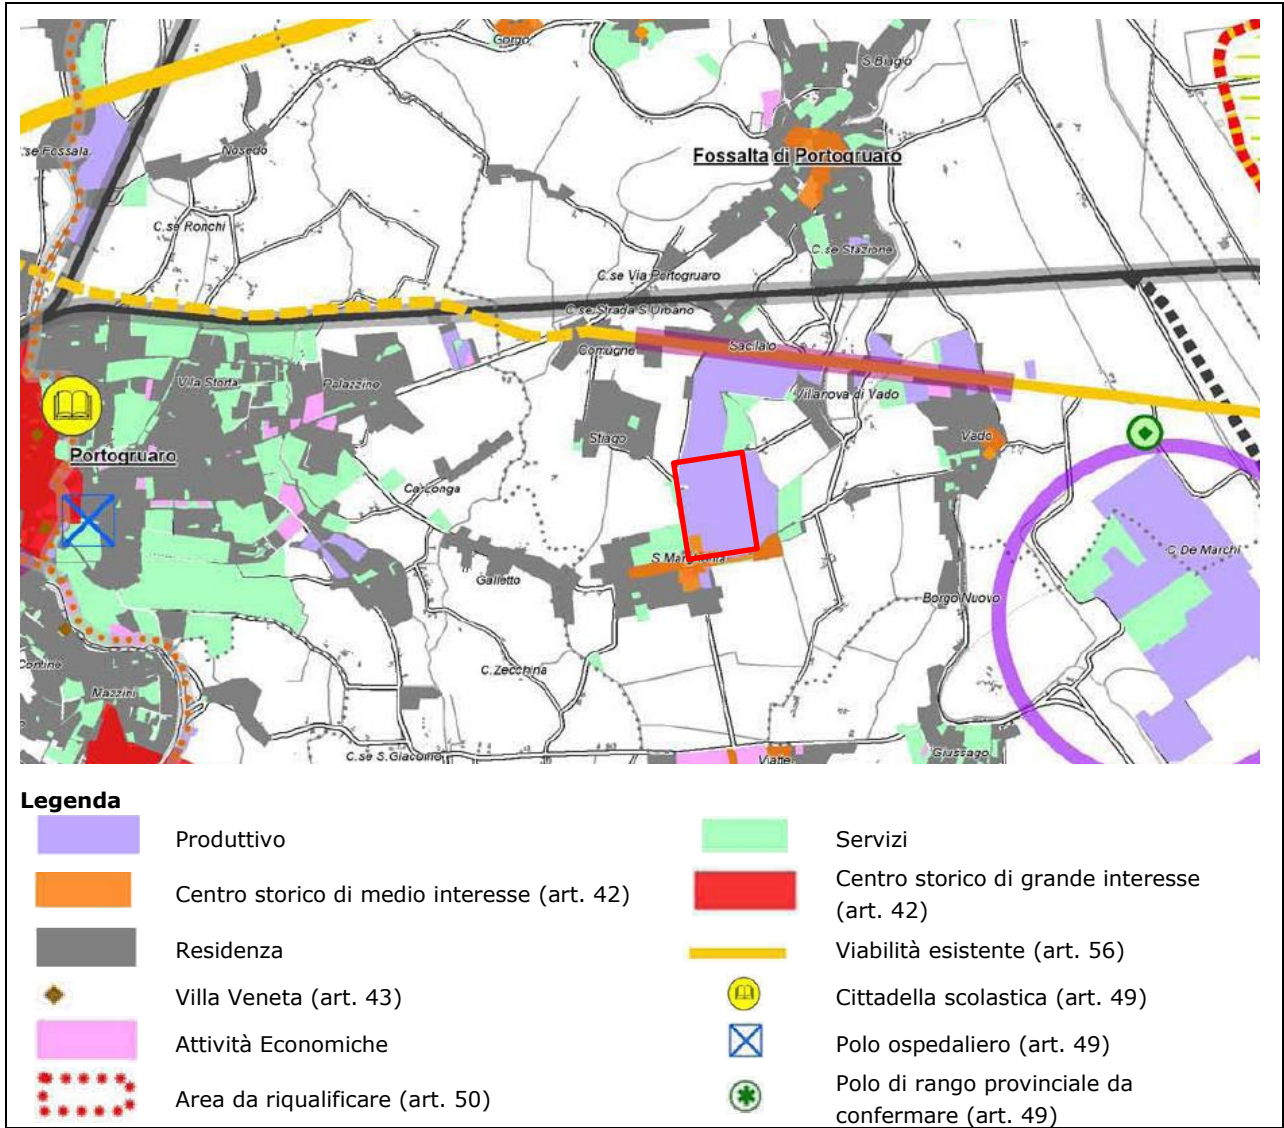 Gorgo
S.Biagio
se Fossala
Nosedo
Fossalta di Portogruaro
C.se Ronchi
C.se Stazione
C.se Via Portogruaro
C.se Strada S.Urbano
Comugne
Sacilato
Villa Storta
Palazzino
Villanova di Vado
Stiago
Vado
Portogruaro
Ca.Longa
C.De Marchi
Galletto
Borgo Nuovo
C.Zecchina
Mazzini
C.se S.Giacomo
Giussago
Legenda
Produttivo
Servizi
Centro storico di medio interesse (art. 42)
Centro storico di grande interesse
(art. 42)
Residenza
Viabilità esistente (art. 56)
Villa Veneta (art. 43)
Cittadella scolastica (art. 49)
Attività Economiche
Polo ospedaliero (art. 49)
Area da riqualificare (art. 50)
Polo di rango provinciale da
confermare (art. 49)